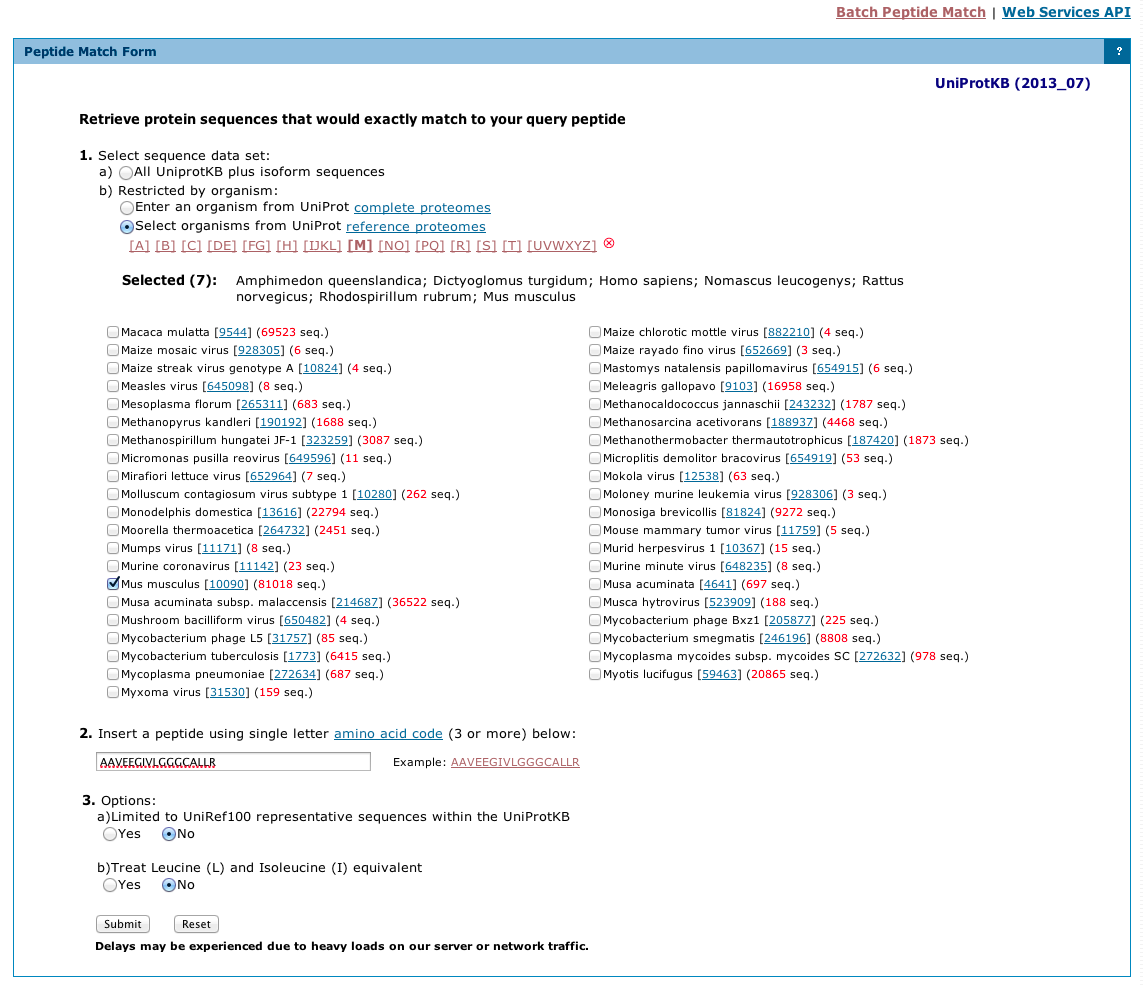 Batch Peptide Match | Web Services API
Peptide Match Form ?
UniProtKB (2013_07)
Retrieve protein sequences that would exactly match to your query peptide
1. Select sequence data set:
a) All UniprotKB plus isoform sequences
b) Restricted by organism:
Enter an organism from UniProt complete proteomes
Select organisms from UniProt reference proteomes
[A] [B] [C] [DE] [FG] [H] [IJKL] [M] [NO] [PQ] [R] [S] [T] [UVWXYZ]
Selected (7): Amphimedon queenslandica; Dictyoglomus turgidum; Homo sapiens; Nomascus leucogenys; Rattus
norvegicus; Rhodospirillum rubrum; Mus musculus
Macaca mulatta [9544] (69523 seq.) Maize chlorotic mottle virus [882210] (4 seq.)
Maize mosaic virus [928305] (6 seq.) Maize rayado fino virus [652669] (3 seq.)
Maize streak virus genotype A [10824] (4 seq.) Mastomys natalensis papillomavirus [654915] (6 seq.)
Measles virus [645098] (8 seq.) Meleagris gallopavo [9103] (16958 seq.)
Mesoplasma florum [265311] (683 seq.) Methanocaldococcus jannaschii [243232] (1787 seq.)
Methanopyrus kandleri [190192] (1688 seq.) Methanosarcina acetivorans [188937] (4468 seq.)
Methanospirillum hungatei JF-1 [323259] (3087 seq.) Methanothermobacter thermautotrophicus [187420] (1873 seq.)
Micromonas pusilla reovirus [649596] (11 seq.) Microplitis demolitor bracovirus [654919] (53 seq.)
Mirafiori lettuce virus [652964] (7 seq.) Mokola virus [12538] (63 seq.)
Molluscum contagiosum virus subtype 1 [10280] (262 seq.) Moloney murine leukemia virus [928306] (3 seq.)
Monodelphis domestica [13616] (22794 seq.) Monosiga brevicollis [81824] (9272 seq.)
Moorella thermoacetica [264732] (2451 seq.) Mouse mammary tumor virus [11759] (5 seq.)
Mumps virus [11171] (8 seq.) Murid herpesvirus 1 [10367] (15 seq.)
Murine coronavirus [11142] (23 seq.) Murine minute virus [648235] (8 seq.)
Mus musculus [10090] (81018 seq.) Musa acuminata [4641] (697 seq.)
Musa acuminata subsp. malaccensis [214687] (36522 seq.) Musca hytrovirus [523909] (188 seq.)
Mushroom bacilliform virus [650482] (4 seq.) Mycobacterium phage Bxz1 [205877] (225 seq.)
Mycobacterium phage L5 [31757] (85 seq.) Mycobacterium smegmatis [246196] (8808 seq.)
Mycobacterium tuberculosis [1773] (6415 seq.) Mycoplasma mycoides subsp. mycoides SC [272632] (978 seq.)
Mycoplasma pneumoniae [272634] (687 seq.) Myotis lucifugus [59463] (20865 seq.)
Myxoma virus [31530] (159 seq.)
2. Insert a peptide using single letter amino acid code (3 or more) below:
AAVEEGIVLGGGCALLR Example: AAVEEGIVLGGGCALLR
3. Options:
a)Limited to UniRef100 representative sequences within the UniProtKB
Yes No
b)Treat Leucine (L) and Isoleucine (I) equivalent
Yes No
Submit Reset
Delays may be experienced due to heavy loads on our server or network traffic.